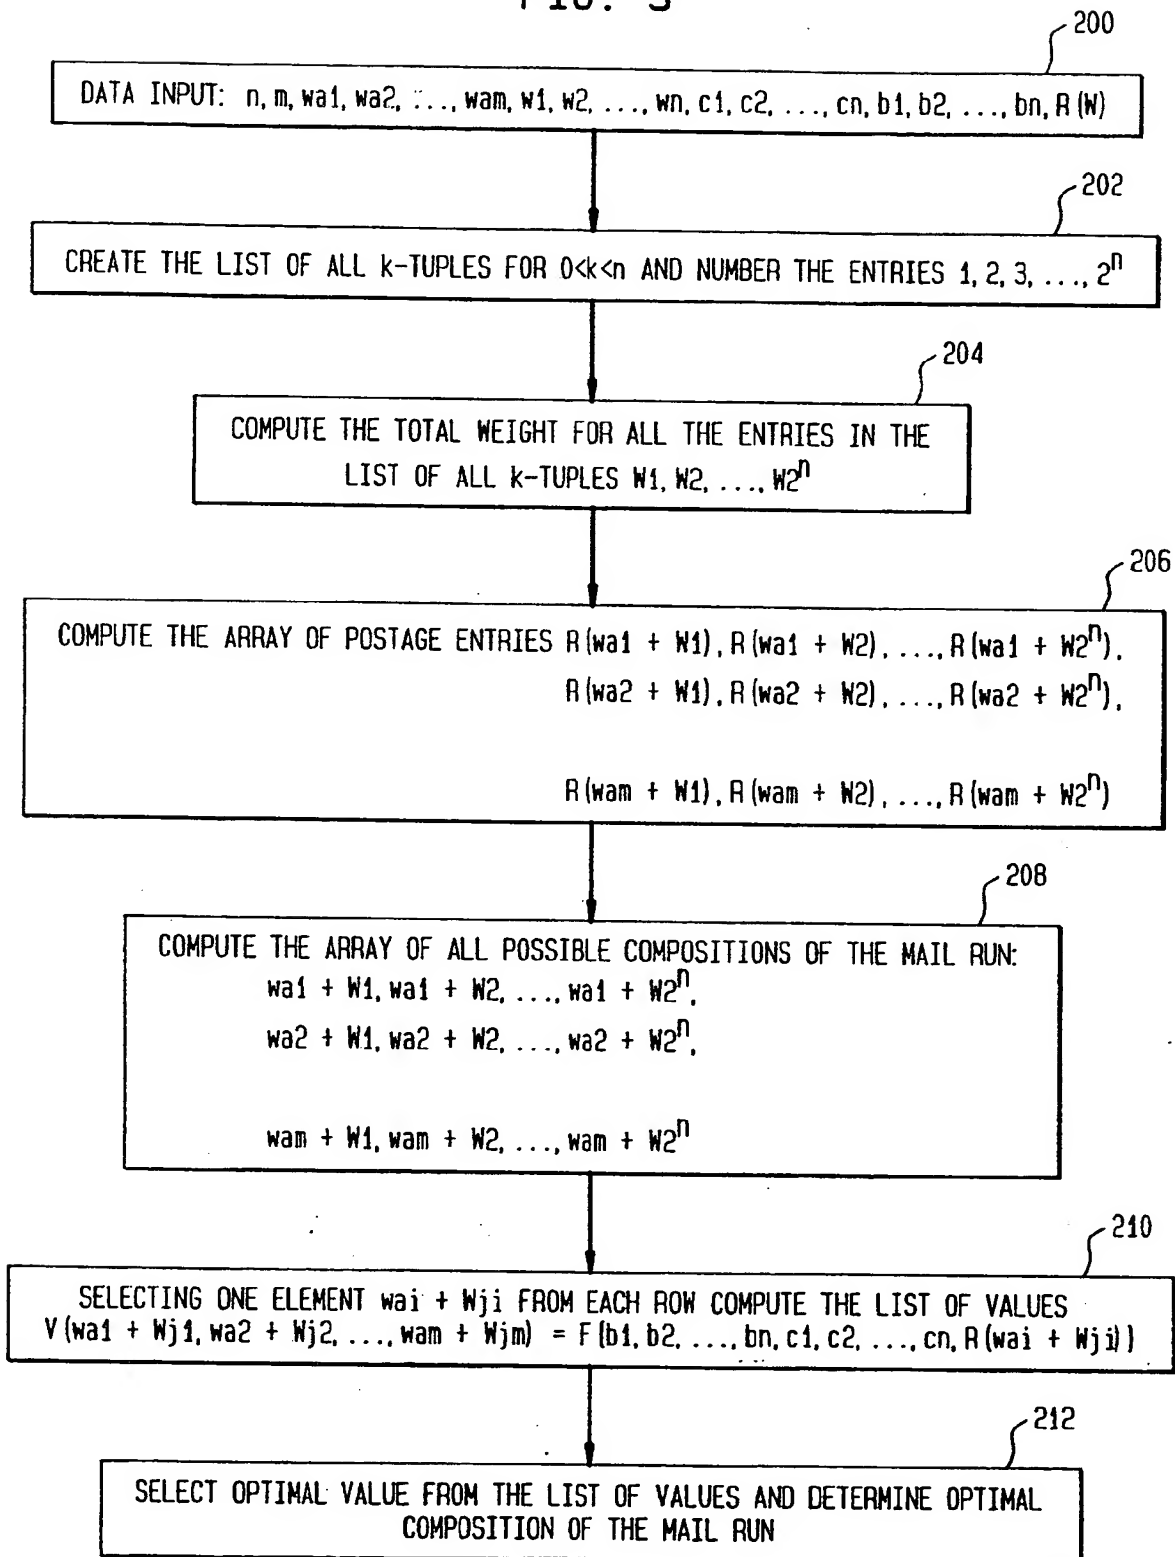 200
DATA INPUT: n, m, wa1, wa2, ..., wam, w1, w2, ..., wn, c1, c2, ..., cn, b1, b2, ..., bn, R(W)
202
CREATE THE LIST OF ALL k-TUPLES FOR 0<k<n AND NUMBER THE ENTRIES 1, 2, 3, ..., 2^n
204
COMPUTE THE TOTAL WEIGHT FOR ALL THE ENTRIES IN THE
LIST OF ALL k-TUPLES W1, W2, ..., W2^n
206
COMPUTE THE ARRAY OF POSTAGE ENTRIES R(wa1 + W1), R(wa1 + W2), ..., R(wa1 + W2^n),
R(wa2 + W1), R(wa2 + W2), ..., R(wa2 + W2^n),
R(wam + W1), R(wam + W2), ..., R(wam + W2^n)
208
COMPUTE THE ARRAY OF ALL POSSIBLE COMPOSITIONS OF THE MAIL RUN:
wa1 + W1, wa1 + W2, ..., wa1 + W2^n,
wa2 + W1, wa2 + W2, ..., wa2 + W2^n,
wam + W1, wam + W2, ..., wam + W2^n
210
SELECTING ONE ELEMENT wai + Wji FROM EACH ROW COMPUTE THE LIST OF VALUES
V(wa1 + Wj1, wa2 + Wj2, ..., wam + Wjm) = F(b1, b2, ..., bn, c1, c2, ..., cn, R(wai + Wji))
212
SELECT OPTIMAL VALUE FROM THE LIST OF VALUES AND DETERMINE OPTIMAL
COMPOSITION OF THE MAIL RUN